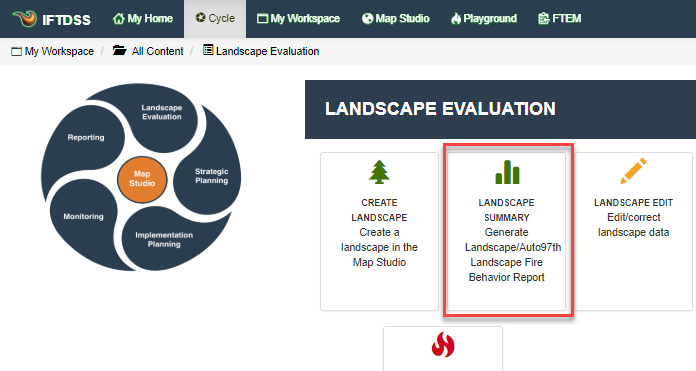 IFTDSS My Home Cycle My Workspace Map Studio Playground FTEM
My Workspace / All Content / Landscape Evaluation
Landscape
Evaluation
Reporting
Map
Studio
Strategic
Planning
Monitoring
Implementation
Planning
LANDSCAPE EVALUATION
CREATE
LANDSCAPE
Create a
landscape in the
Map Studio
LANDSCAPE
SUMMARY
Generate
Landscape/Auto97th
Landscape Fire
Behavior Report
LANDSCAPE EDIT
Edit/correct
landscape data